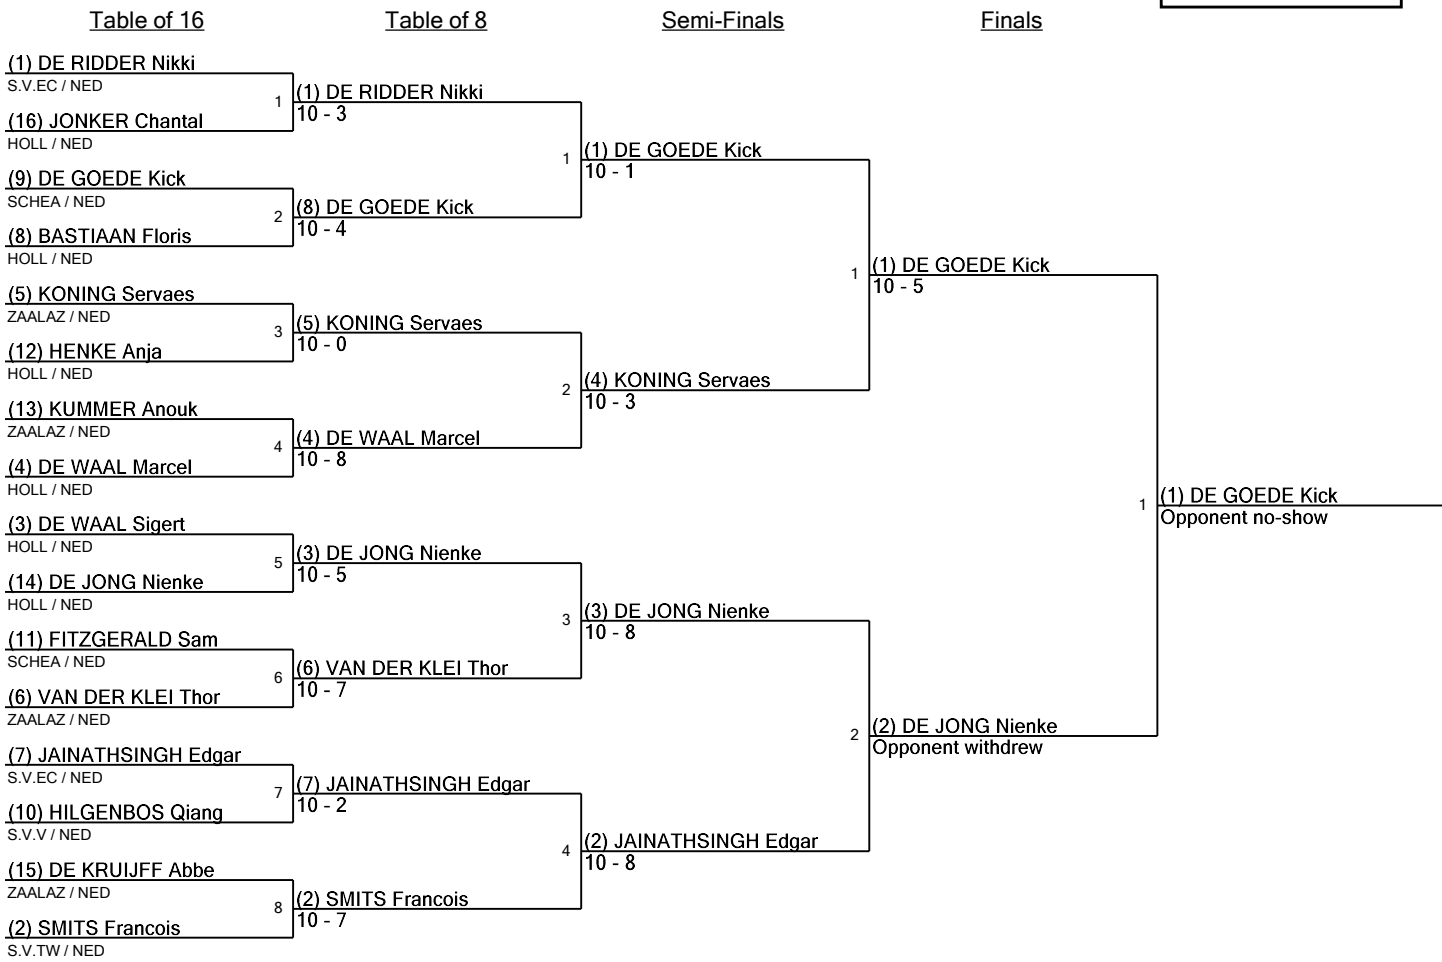 Table of 16
Table of 8
Semi-Finals
Finals
(1) DE RIDDER Nikki
S.V.EC / NED
(16) JONKER Chantal
HOLL / NED
(9) DE GOEDE Kick
SCHEA / NED
(8) BASTIAAN Floris
HOLL / NED
(5) KONING Servaes
ZAALAZ / NED
(12) HENKE Anja
HOLL / NED
(13) KUMMER Anouk
ZAALAZ / NED
(4) DE WAAL Marcel
HOLL / NED
(3) DE WAAL Sigert
HOLL / NED
(14) DE JONG Nienke
HOLL / NED
(11) FITZGERALD Sam
SCHEA / NED
(6) VAN DER KLEI Thor
ZAALAZ / NED
(7) JAINATHSINGH Edgar
S.V.EC / NED
(10) HILGENBOS Qiang
S.V.V / NED
(15) DE KRUIJFF Abbe
ZAALAZ / NED
(2) SMITS Francois
S.V.TW / NED
1
(1) DE RIDDER Nikki
10 - 3
2
(8) DE GOEDE Kick
10 - 4
3
(5) KONING Servaes
10 - 0
4
(4) DE WAAL Marcel
10 - 8
5
(3) DE JONG Nienke
10 - 5
6
(6) VAN DER KLEI Thor
10 - 7
7
(7) JAINATHSINGH Edgar
10 - 2
8
(2) SMITS Francois
10 - 7
1
(1) DE GOEDE Kick
10 - 1
2
(4) KONING Servaes
10 - 3
3
(3) DE JONG Nienke
10 - 8
4
(2) JAINATHSINGH Edgar
10 - 8
1
(1) DE GOEDE Kick
10 - 5
2
(2) DE JONG Nienke
Opponent withdrew
1
(1) DE GOEDE Kick
Opponent no-show